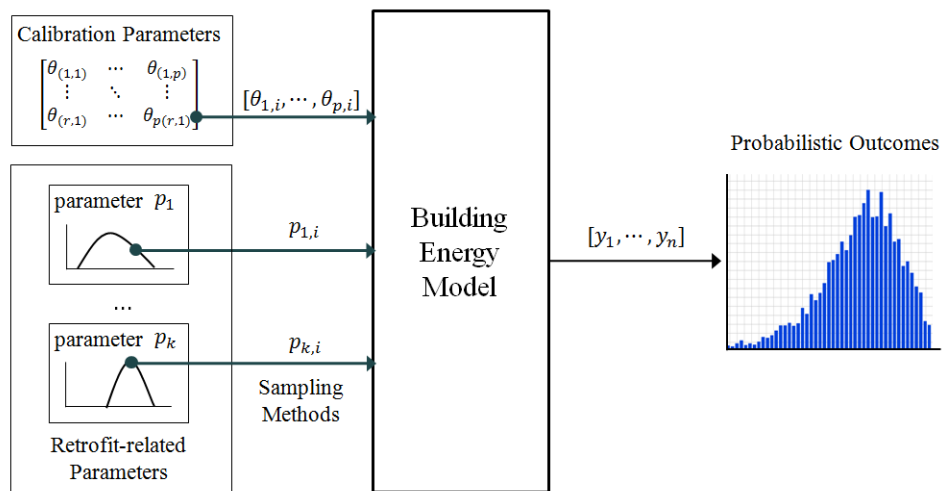 Calibration Parameters
[θ(1,1) ⋯ θ(1,p)
⋮ ⋱ ⋮
θ(r,1) ⋯ θp(r,1)]
[θ1,i, ⋯ , θp,i]
parameter p1
p1,i
...
parameter pk
pk,i
Sampling
Methods
Retrofit-related
Parameters
Building
Energy
Model
[y1, ⋯ , yn]
Probabilistic Outcomes